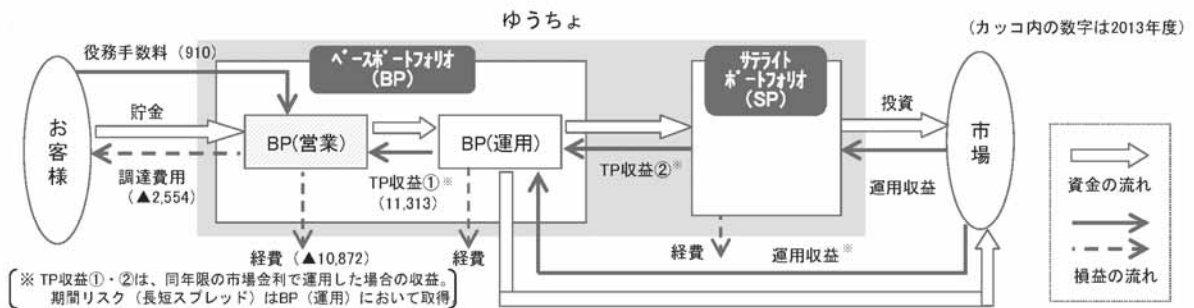 ゆうちょ
(カッコ内の数字は2013年度)
役務手数料 (910)
ベースポートフォリオ
(BP)
サテライト
ポートフォリオ
(SP)
お客様
貯金
BP(営業)
BP(運用)
投資
市場
調達費用
(▲2,554)
TP収益①※
(11,313)
TP収益②※
運用収益
資金の流れ
経費 (▲10,872)
経費
経費
運用収益※
損益の流れ
※ TP収益①・②は、同年限の市場金利で運用した場合の収益。
期間リスク(長短スプレッド)はBP(運用)において取得